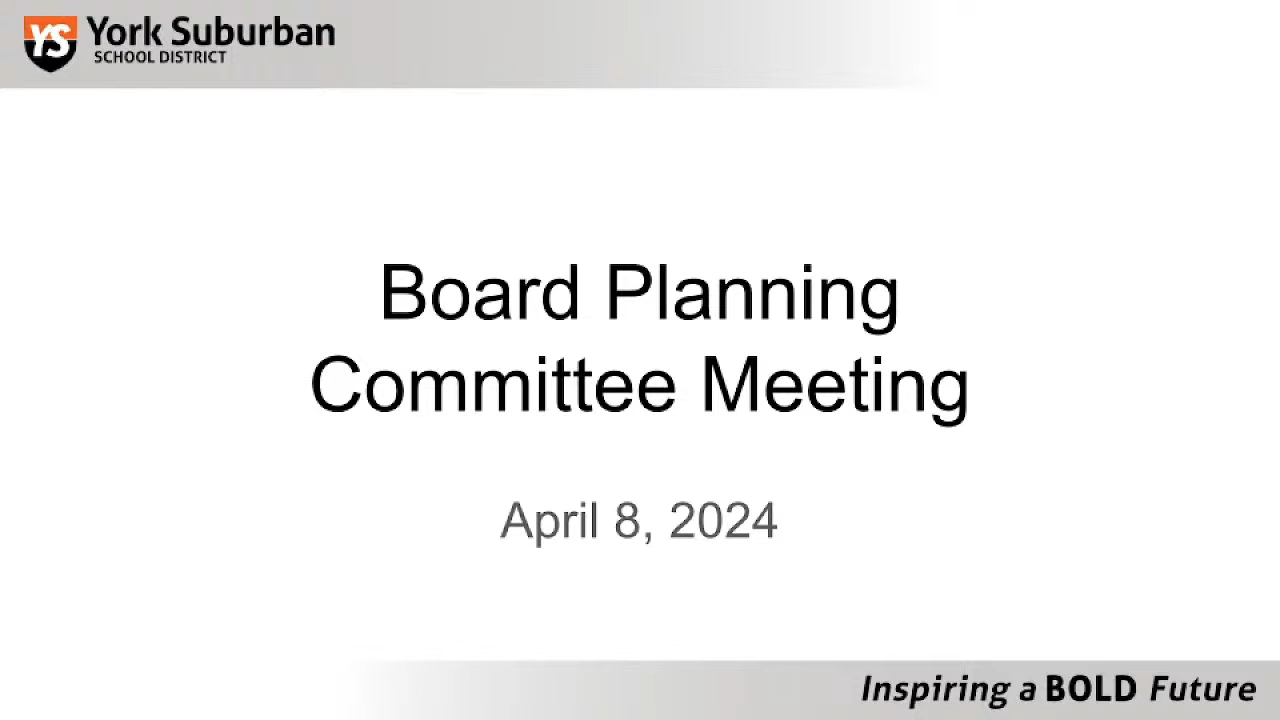 YS
York Suburban
SCHOOL DISTRICT
Board Planning
Committee Meeting
April 8, 2024
Inspiring a BOLD Future